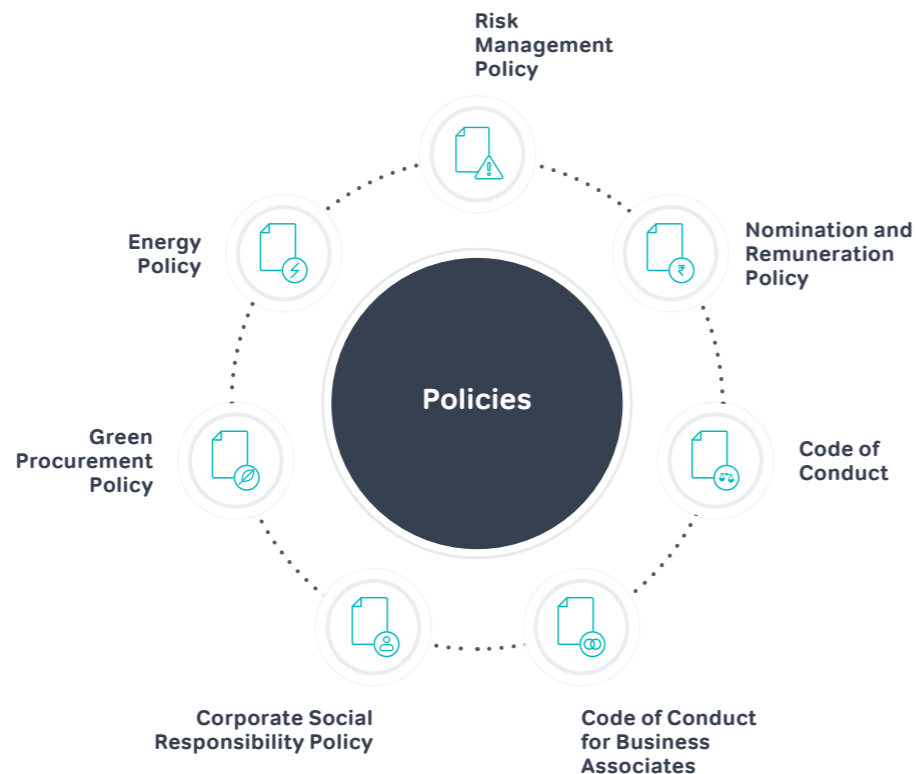 Risk
Management
Policy
Nomination and
Remuneration
Policy
₹
Code of
Conduct
Code of Conduct
for Business
Associates
Corporate Social
Responsibility Policy
Green
Procurement
Policy
Energy
Policy
Policies